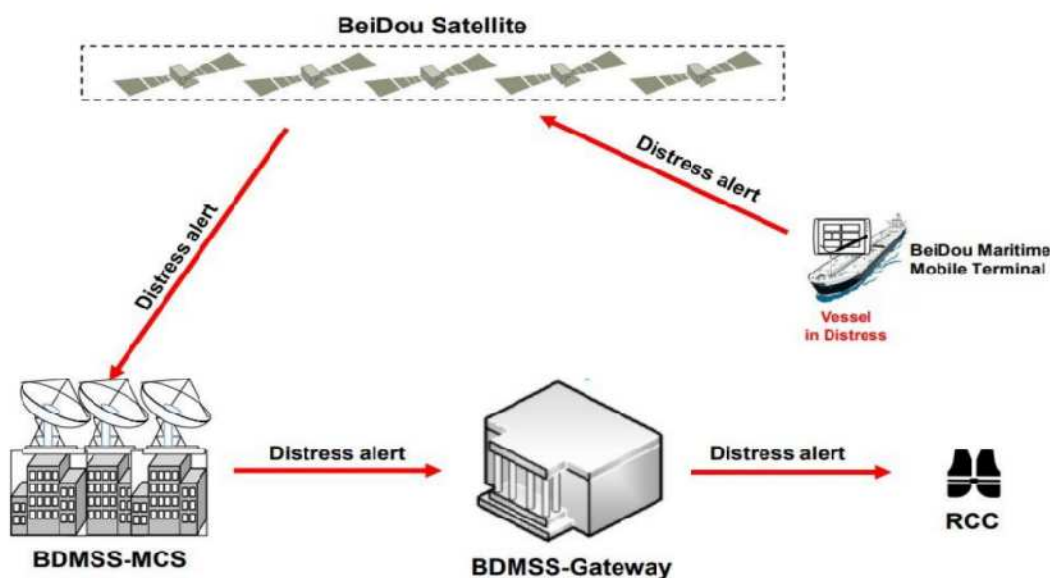 BeiDou Satellite
Distress alert
Distress alert
BeiDou Maritime
Mobile Terminal
Vessel
in Distress
Distress alert
Distress alert
BDMSS-MCS
BDMSS-Gateway
RCC